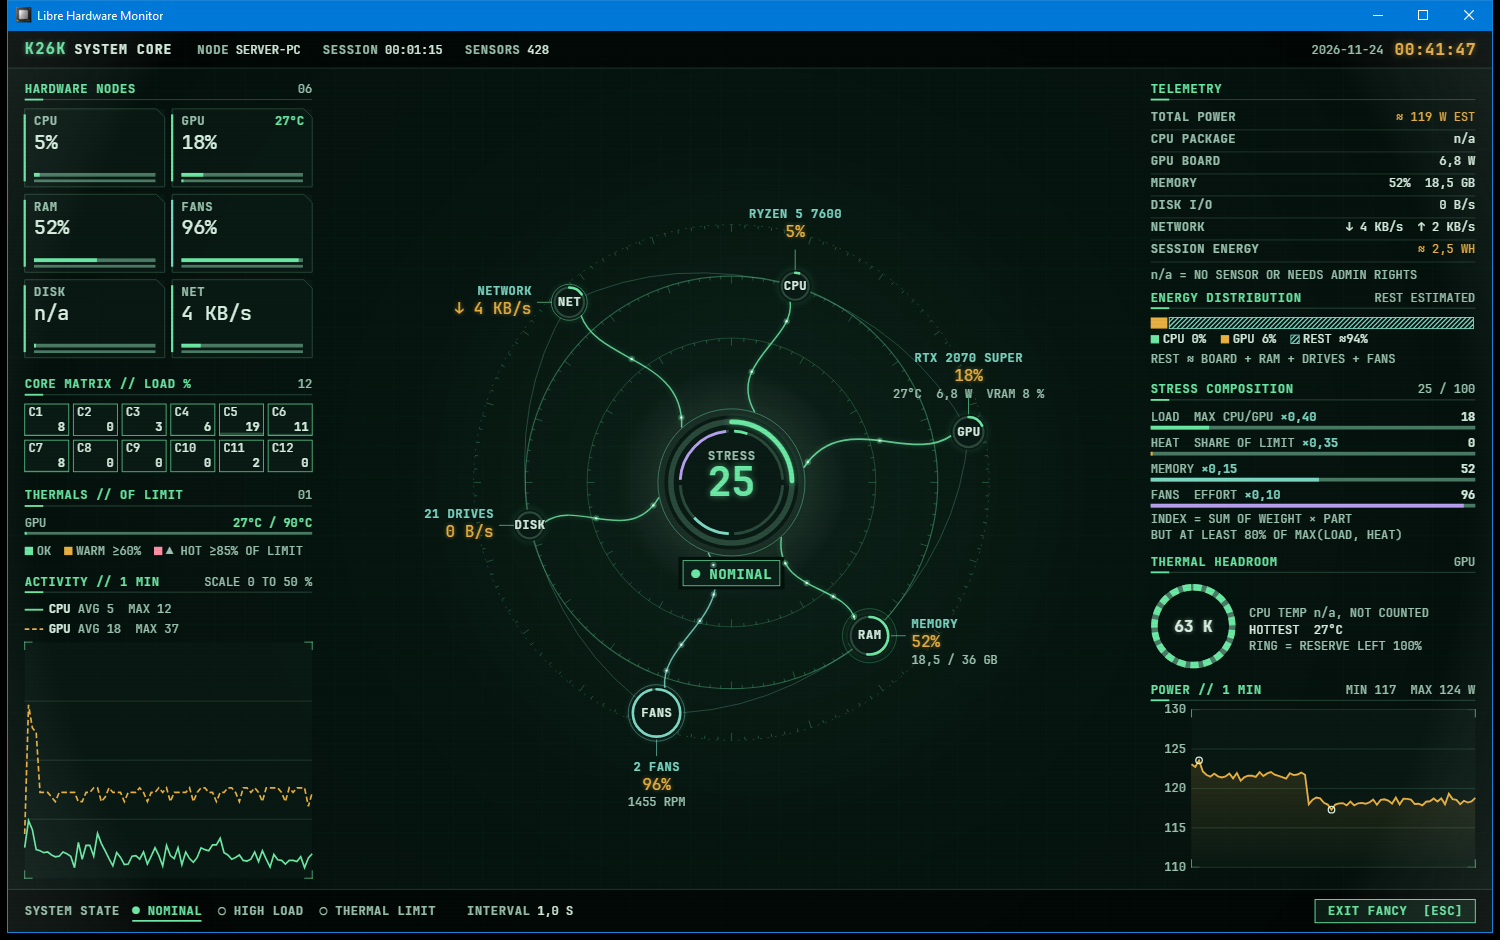 Libre Hardware Monitor
K26K SYSTEM CORE NODE SERVER-PC SESSION 00:01:15 SENSORS 428
2026-11-24 00:41:47
HARDWARE NODES 06
CPU
5%
GPU 27°C
18%
RAM
52%
FANS
96%
DISK
n/a
NET
4 KB/s
CORE MATRIX // LOAD % 12
C1 8
C2 0
C3 3
C4 6
C5 19
C6 11
C7 8
C8 0
C9 0
C10 0
C11 2
C12 0
THERMALS // OF LIMIT 01
GPU 27°C / 90°C
OK WARM ≥60% ▲ HOT ≥85% OF LIMIT
ACTIVITY // 1 MIN SCALE 0 TO 50 %
CPU AVG 5 MAX 12
GPU AVG 18 MAX 37
RYZEN 5 7600
5%
CPU
NETWORK
↓ 4 KB/s
NET
RTX 2070 SUPER
18%
27°C 6,8 W VRAM 8 %
GPU
STRESS
25
NOMINAL
21 DRIVES
0 B/s
DISK
MEMORY
52%
18,5 / 36 GB
RAM
FANS
2 FANS
96%
1455 RPM
TELEMETRY
TOTAL POWER ≈ 119 W EST
CPU PACKAGE n/a
GPU BOARD 6,8 W
MEMORY 52% 18,5 GB
DISK I/O 0 B/s
NETWORK ↓ 4 KB/s ↑ 2 KB/s
SESSION ENERGY ≈ 2,5 WH
n/a = NO SENSOR OR NEEDS ADMIN RIGHTS
ENERGY DISTRIBUTION REST ESTIMATED
CPU 0% GPU 6% REST ≈94%
REST ≈ BOARD + RAM + DRIVES + FANS
STRESS COMPOSITION 25 / 100
LOAD MAX CPU/GPU ×0,40 18
HEAT SHARE OF LIMIT ×0,35 0
MEMORY ×0,15 52
FANS EFFORT ×0,10 96
INDEX = SUM OF WEIGHT × PART
BUT AT LEAST 80% OF MAX(LOAD, HEAT)
THERMAL HEADROOM GPU
63 K
CPU TEMP n/a, NOT COUNTED
HOTTEST 27°C
RING = RESERVE LEFT 100%
POWER // 1 MIN MIN 117 MAX 124 W
130
125
120
115
110
SYSTEM STATE NOMINAL HIGH LOAD THERMAL LIMIT INTERVAL 1,0 S
EXIT FANCY [ESC]